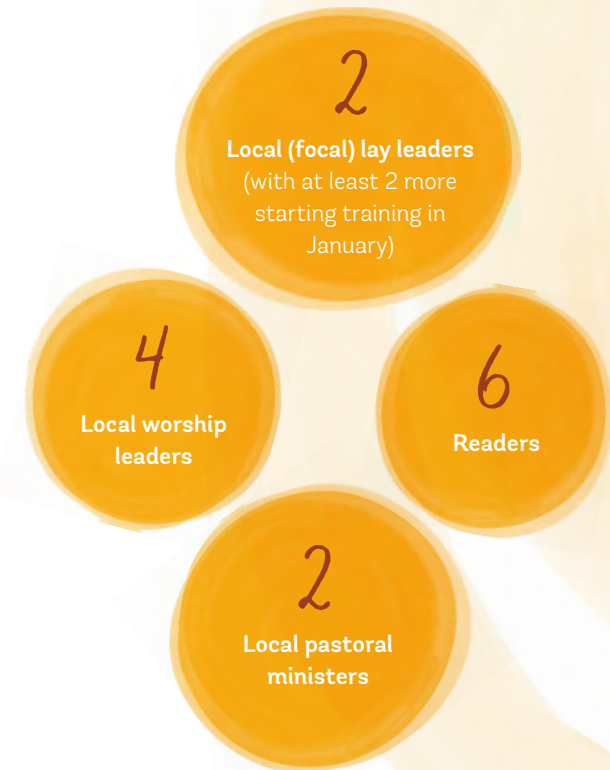 2
Local (focal) lay leaders
(with at least 2 more
starting training in
January)
4
Local worship
leaders
6
Readers
2
Local pastoral
ministers